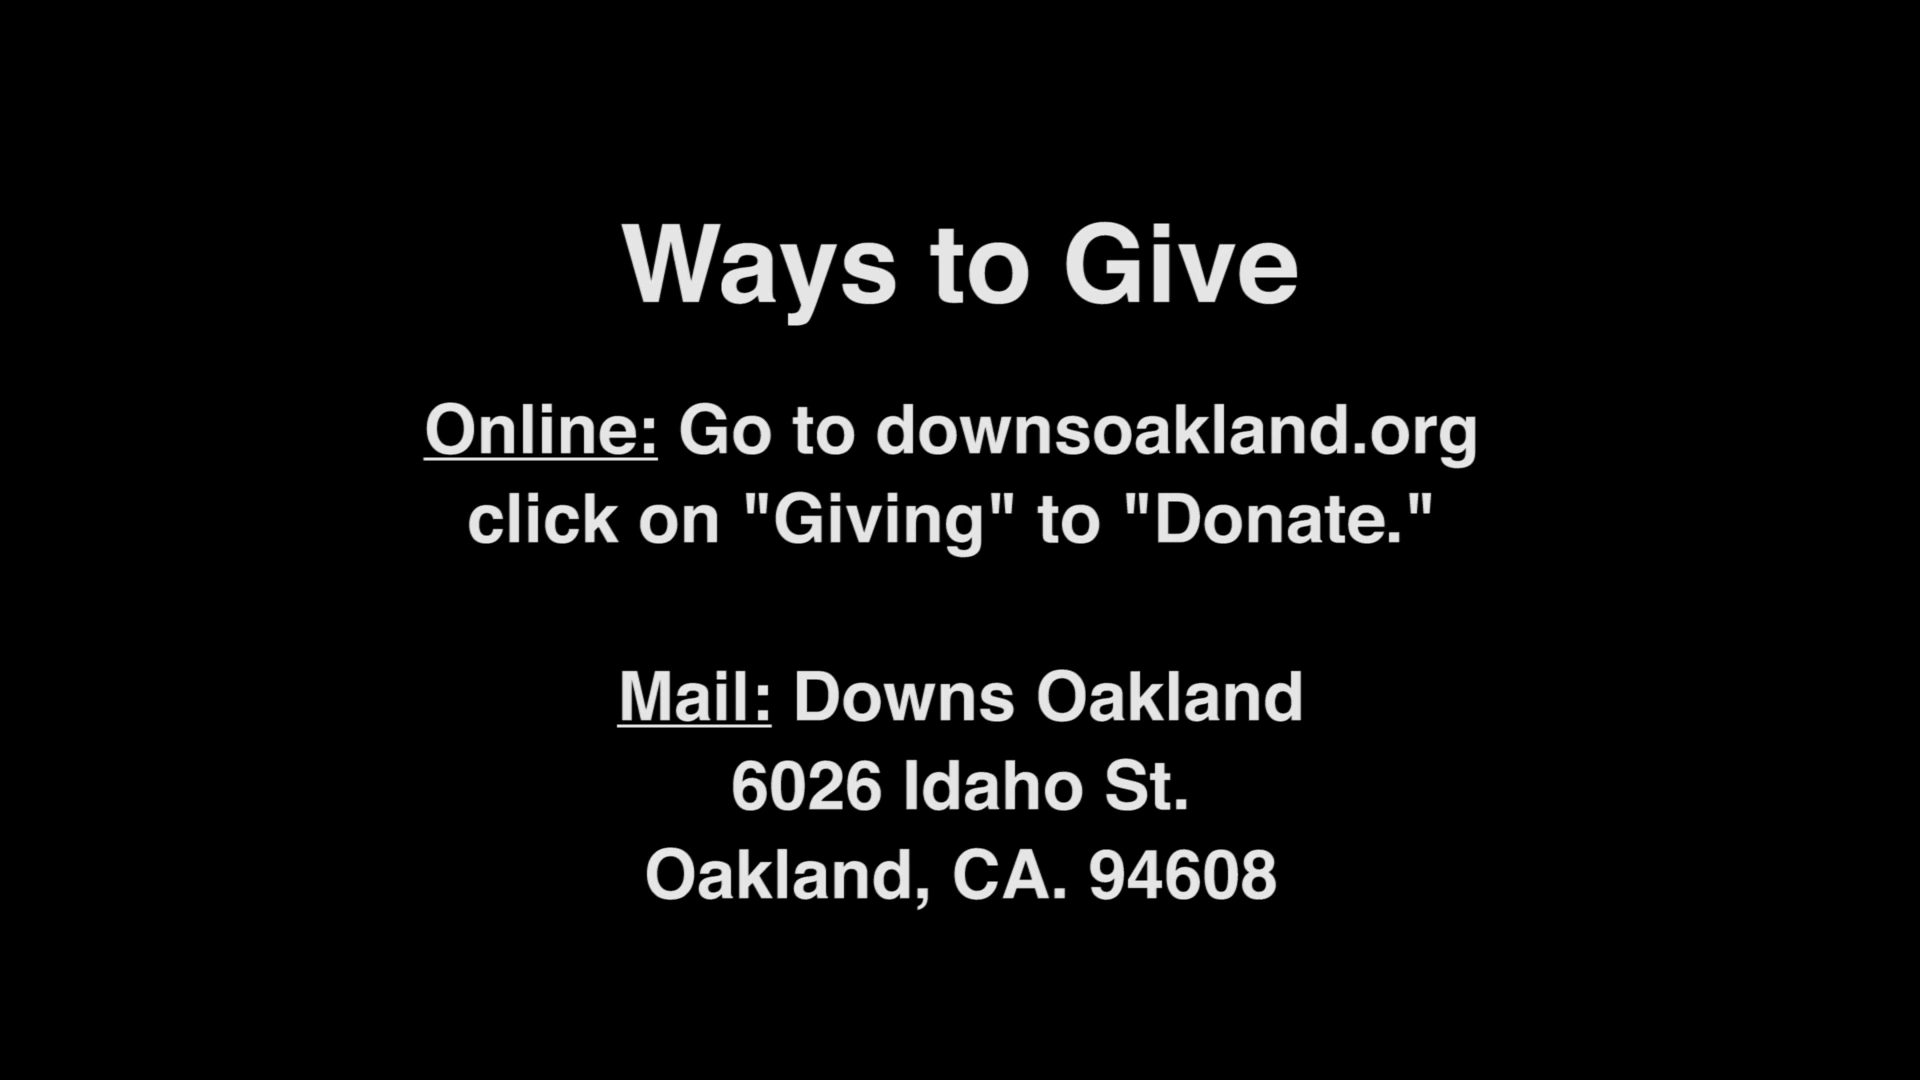 Ways to Give
Online: Go to downsoakland.org
click on "Giving" to "Donate."
Mail: Downs Oakland
6026 Idaho St.
Oakland, CA. 94608